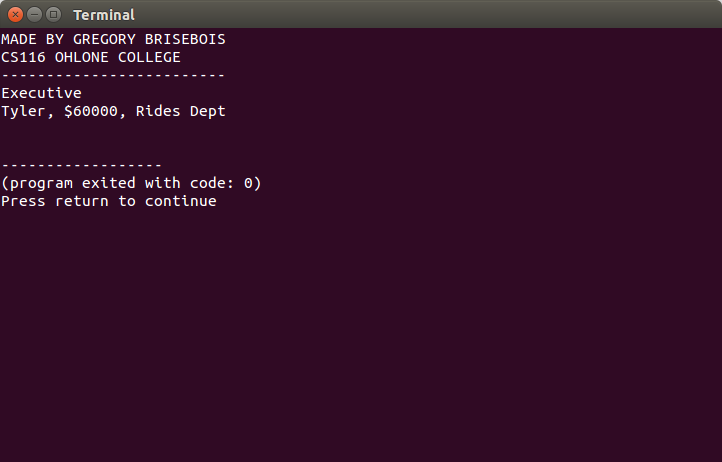 Terminal
MADE BY GREGORY BRISEBOIS
CS116 OHLONE COLLEGE
-------------------------
Executive
Tyler, $60000, Rides Dept
------------------
(program exited with code: 0)
Press return to continue